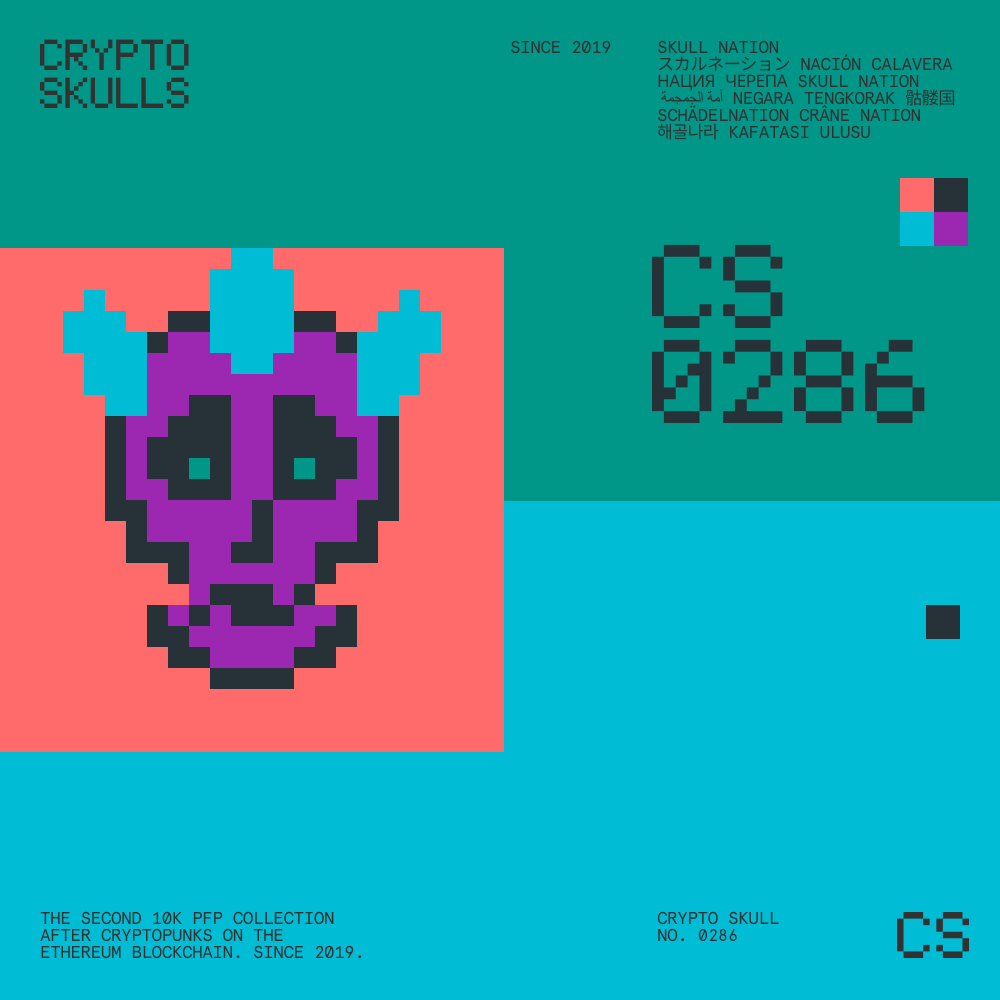 CRYPTO
SKULLS
SINCE 2019
SKULL NATION
スカルネーション NACIÓN CALAVERA
НАЦИЯ ЧЕРЕПА SKULL NATION
أمة الجمجمة NEGARA TENGKORAK 骷髅国
SCHÄDELNATION CRÂNE NATION
해골나라 KAFATASI ULUSU
CS
0286
THE SECOND 10K PFP COLLECTION
AFTER CRYPTOPUNKS ON THE
ETHEREUM BLOCKCHAIN. SINCE 2019.
CRYPTO SKULL
NO. 0286
CS